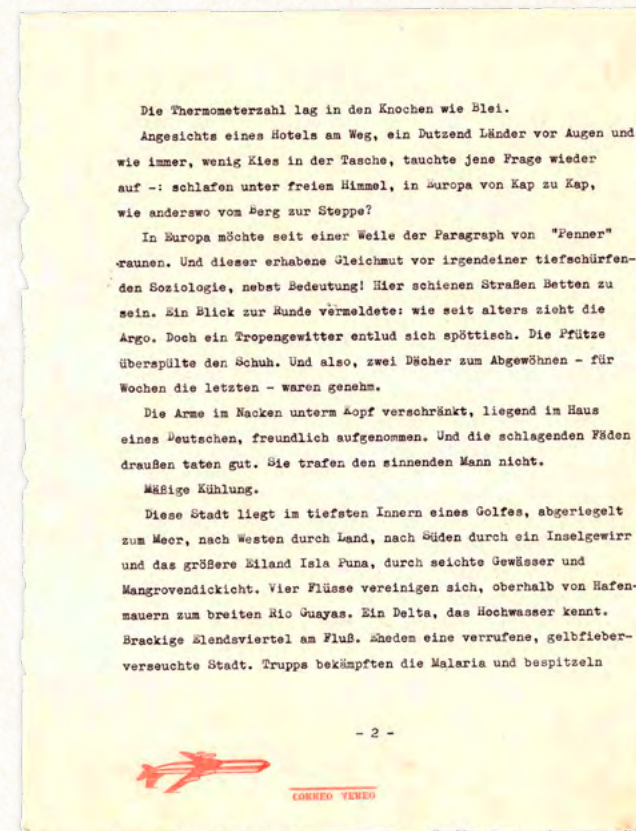 Die Thermometerzahl lag in den Knochen wie Blei.
Angesichts eines Hotels am Weg, ein Dutzend Länder vor Augen und
wie immer, wenig Kies in der Tasche, tauchte jene Frage wieder
auf -: schlafen unter freiem Himmel, in Europa von Kap zu Kap,
wie anderswo vom Berg zur Steppe?
In Europa möchte seit einer Weile der Paragraph von "Penner"
raunen. Und dieser erhabene Gleichmut vor irgendeiner tiefschürfen-
den Soziologie, nebst Bedeutung! Hier schienen Straßen Betten zu
sein. Ein Blick zur Runde vermeldete: wie seit alters zieht die
Argo. Doch ein Tropengewitter entlud sich spöttisch. Die Pfütze
überspülte den Schuh. Und also, zwei Dächer zum Abgewöhnen - für
Wochen die letzten - waren genehm.
Die Arme im Nacken unterm Kopf verschränkt, liegend im Haus
eines Deutschen, freundlich aufgenommen. Und die schlagenden Fäden
draußen taten gut. Sie trafen den sinnenden Mann nicht.
Mäßige Kühlung.
Diese Stadt liegt im tiefsten Innern eines Golfes, abgeriegelt
zum Meer, nach Westen durch Land, nach Süden durch ein Inselgewirr
und das größere Eiland Isla Puna, durch seichte Gewässer und
Mangrovendickicht. Vier Flüsse vereinigen sich, oberhalb von Hafen-
mauern zum breiten Rio Guayas. Ein Delta, das Hochwasser kennt.
Brackige Elendsviertel am Fluß. Ehedem eine verrufene, gelbfieber-
verseuchte Stadt. Trupps bekämpften die Malaria und bespitzeln
- 2 -
CORREO AEREO